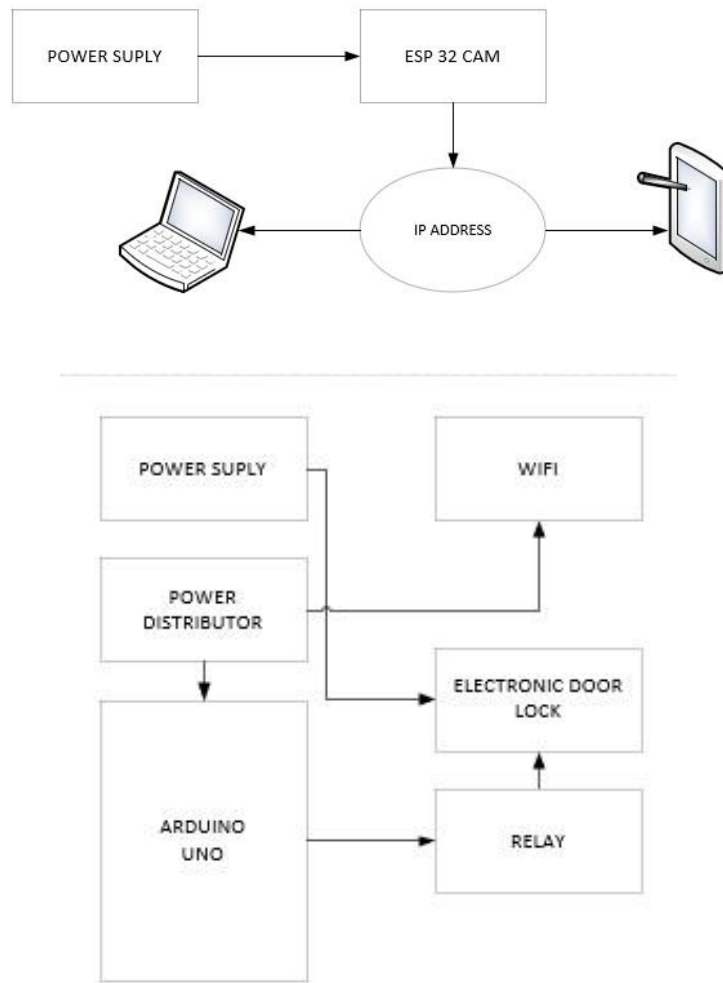 POWER SUPLY
ESP 32 CAM
IP ADDRESS
POWER SUPLY
WIFI
POWER
DISTRIBUTOR
ELECTRONIC DOOR
LOCK
ARDUINO
UNO
RELAY